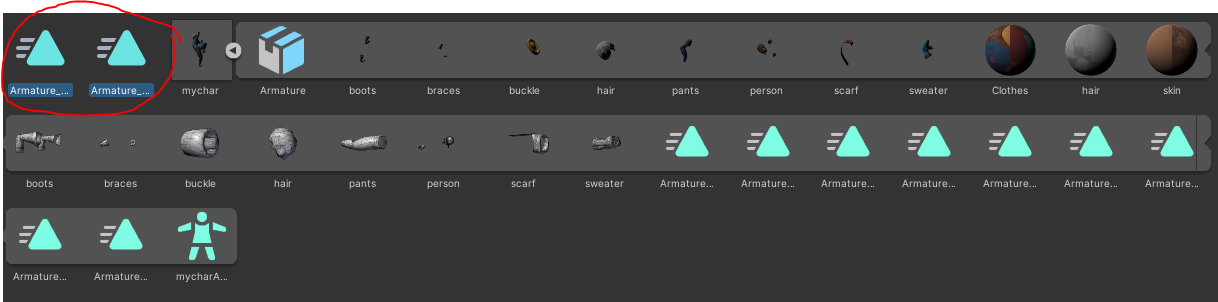 Armature_... Armature_... mychar Armature boots braces buckle hair pants person scarf sweater Clothes hair skin
boots braces buckle hair pants person scarf sweater Armature... Armature... Armature... Armature... Armature... Armature... Armature...
Armature... Armature... mycharA...